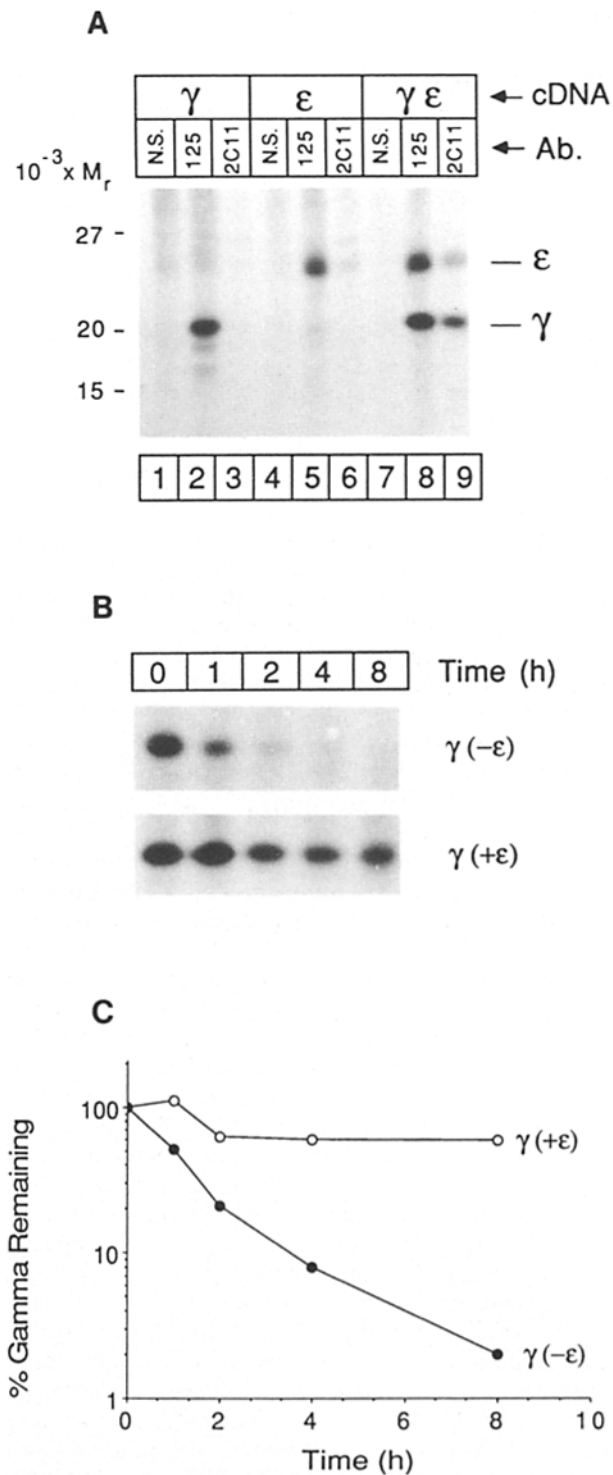 A
γ ε γ ε ← cDNA
N.S. 125 2C11 N.S. 125 2C11 N.S. 125 2C11 ← Ab.
10⁻³ x Mᵣ
27 –
— ε
20 –
— γ
15 –
1 2 3 4 5 6 7 8 9
B
0 1 2 4 8 Time (h)
γ (–ε)
γ (+ε)
C
% Gamma Remaining
100
γ (+ε)
10
γ (–ε)
1
0 2 4 6 8 10
Time (h)